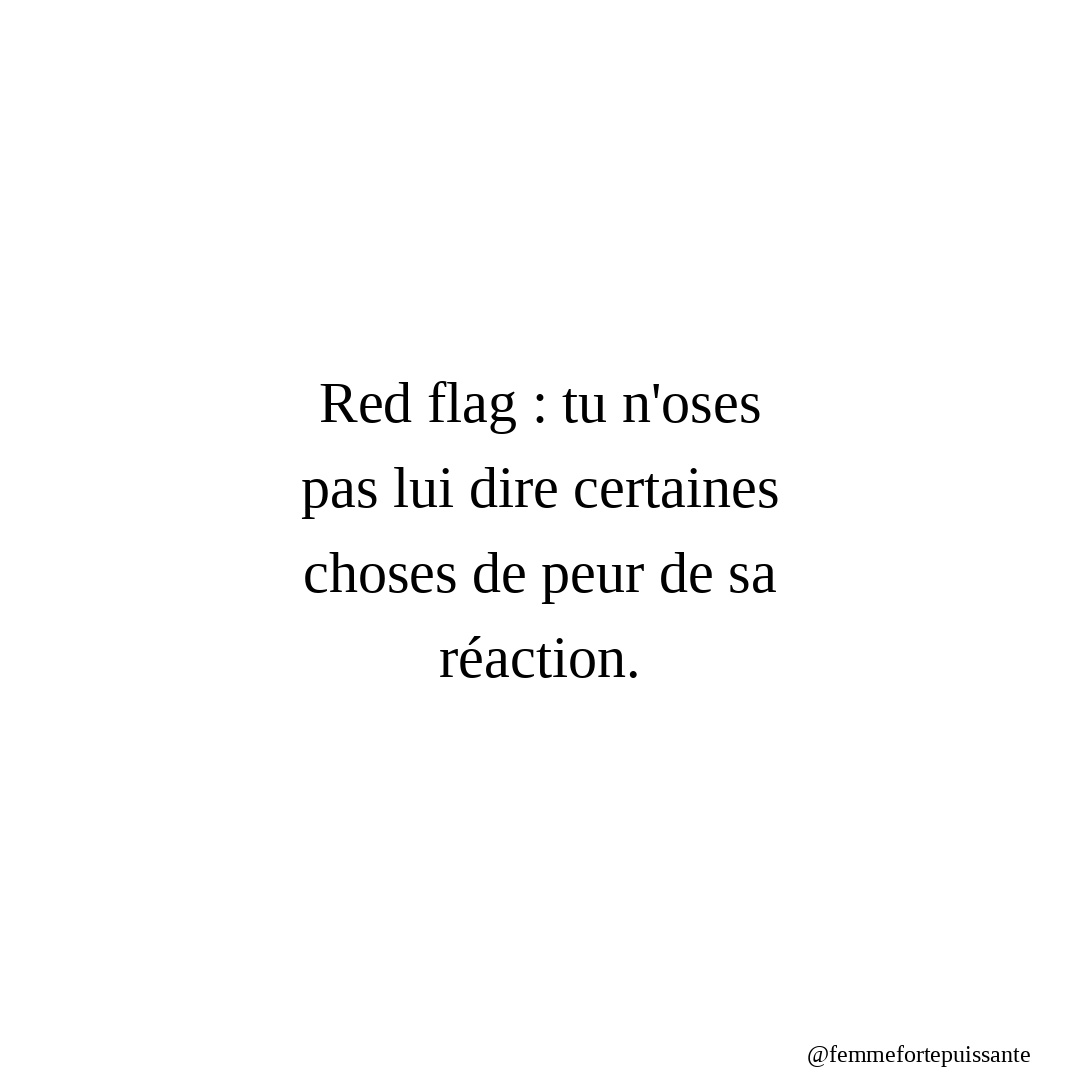 Red flag : tu n'oses
pas lui dire certaines
choses de peur de sa
réaction.
@femmefortepuissante